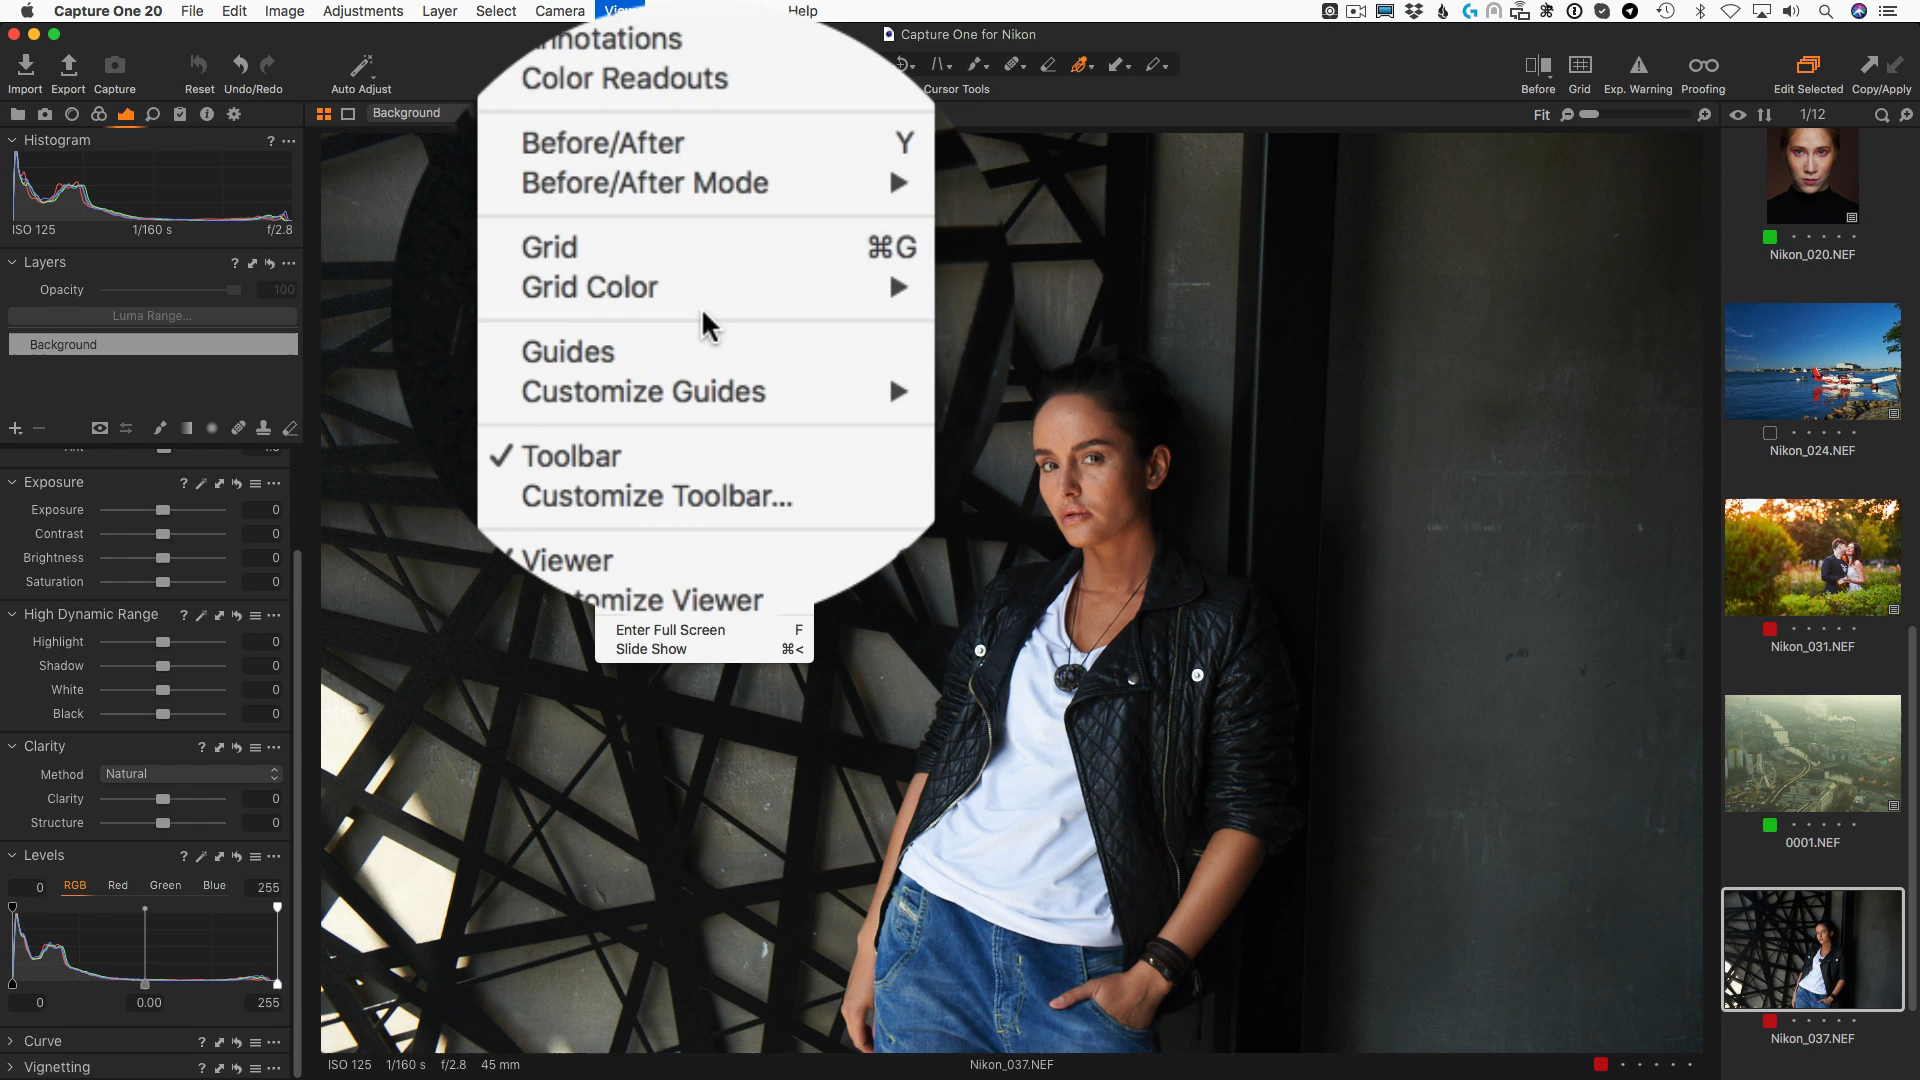 Capture One 20 File Edit Image Adjustments Layer Select Camera View Help
Capture One for Nikon
Import Export Capture Reset Undo/Redo Auto Adjust Cursor Tools Before Grid Exp. Warning Proofing Edit Selected Copy/Apply
Background Fit 1/12
Histogram ?
ISO 125 1/160 s f/2.8
Layers ?
Opacity 100
Luma Range...
Background
Exposure ?
Exposure 0
Contrast 0
Brightness 0
Saturation 0
High Dynamic Range ?
Highlight 0
Shadow 0
White 0
Black 0
Clarity ?
Method Natural
Clarity 0
Structure 0
Levels ?
0 RGB Red Green Blue 255
0 0.00 255
Curve ?
Vignetting ?
Annotations
Color Readouts
Before/After Y
Before/After Mode
Grid ⌘G
Grid Color
Guides
Customize Guides
✓ Toolbar
Customize Toolbar...
Viewer
tomize Viewer
Enter Full Screen F
Slide Show ⌘<
ISO 125 1/160 s f/2.8 45 mm Nikon_037.NEF
Nikon_020.NEF
Nikon_024.NEF
Nikon_031.NEF
0001.NEF
Nikon_037.NEF